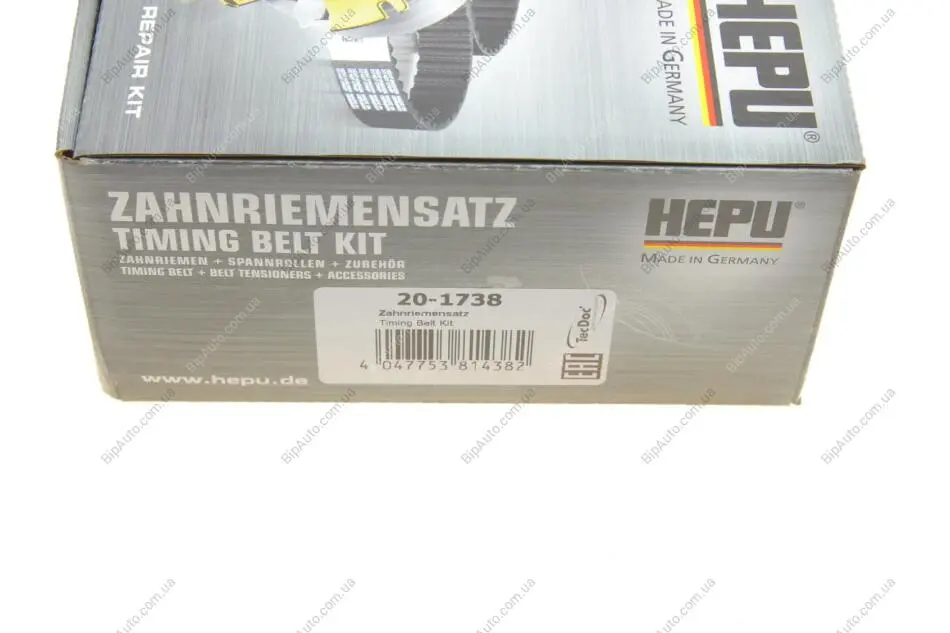 REPAIR KIT
HEPU®
MADE IN GERMANY
ZAHNRIEMENSATZ
TIMING BELT KIT
ZAHNRIEMEN + SPANNROLLEN + ZUBEHÖR
TIMING BELT + BELT TENSIONERS + ACCESSORIES
HEPU®
MADE IN GERMANY
20-1738
Zahnriemensatz
Timing Belt Kit
TecDoc
4 047753 814382
EAC
www.hepu.de
BipAuto.com.ua